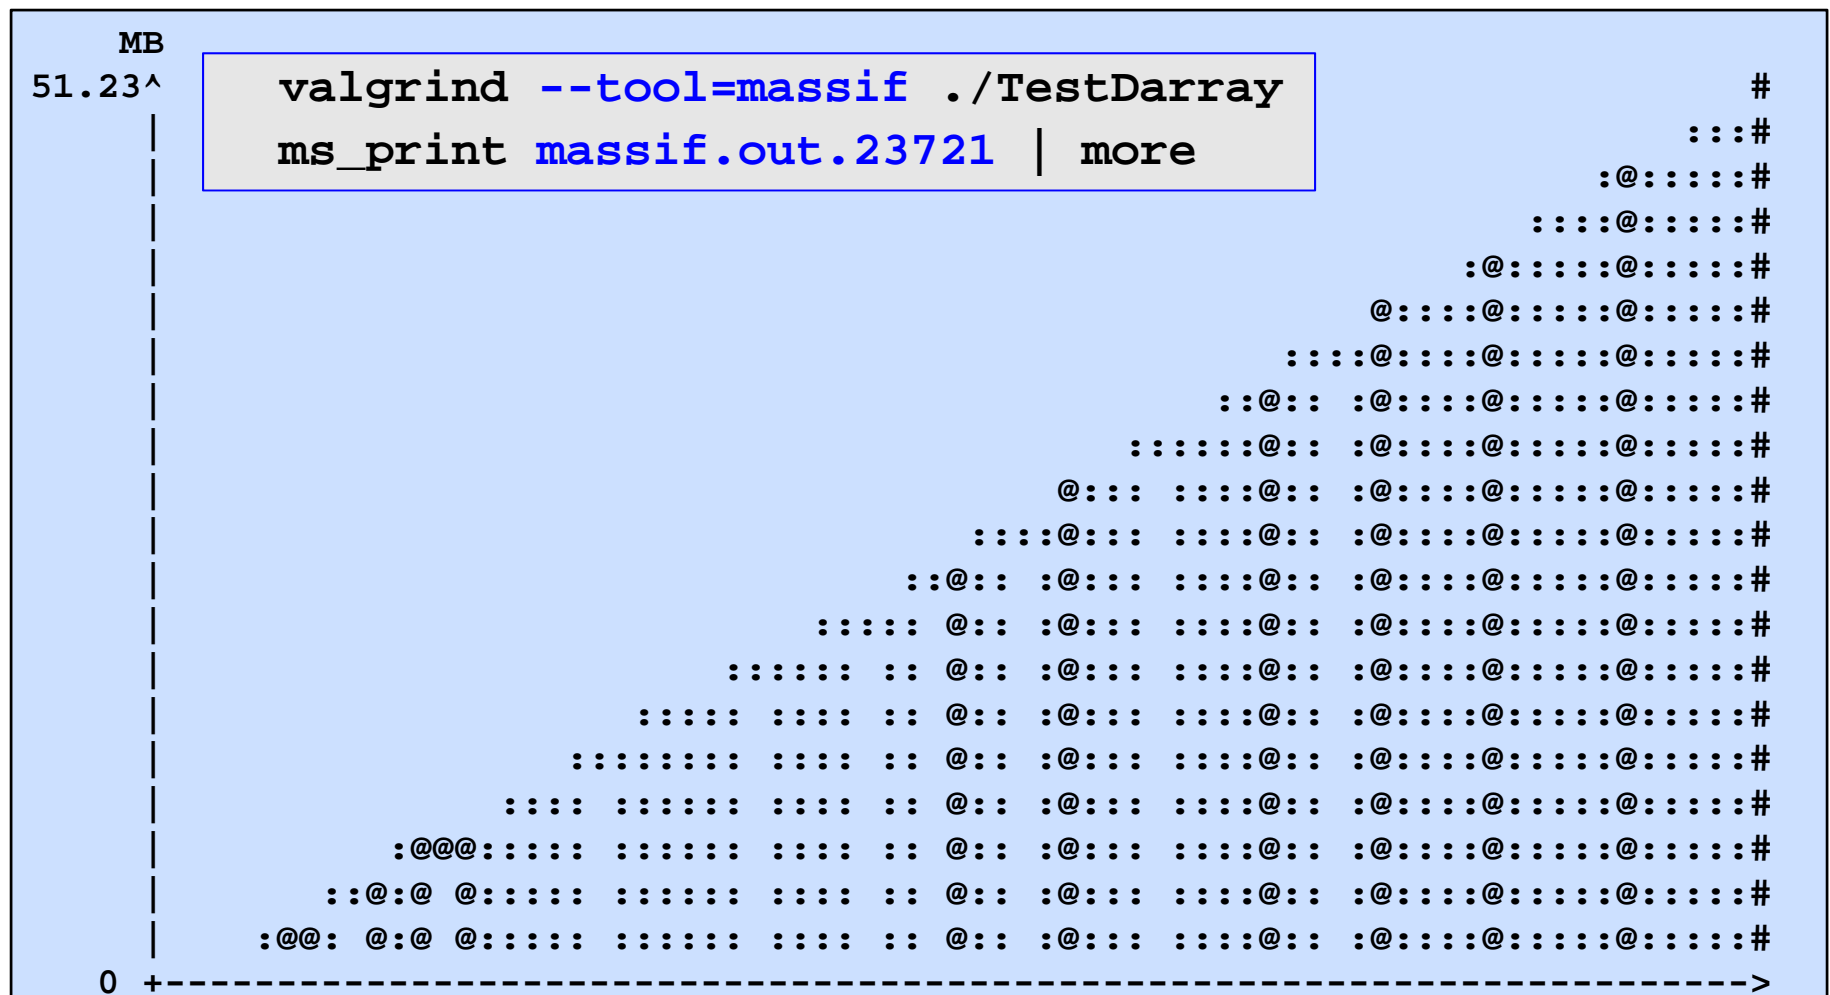 MB
51.23^ valgrind --tool=massif ./TestDarray #
| ms_print massif.out.23721 | more :::#
| :@:::::#
| ::::@:::::#
| :@:::::@:::::#
| @::::@:::::@:::::#
| ::::@::::@:::::@:::::#
| ::@:: :@::::@:::::@:::::#
| ::::::@:: :@::::@:::::@:::::#
| @::: ::::@:: :@::::@:::::@:::::#
| ::::@::: ::::@:: :@::::@:::::@:::::#
| ::@:: :@::: ::::@:: :@::::@:::::@:::::#
| ::::: @:: :@::: ::::@:: :@::::@:::::@:::::#
| :::::: :: @:: :@::: ::::@:: :@::::@:::::@:::::#
| ::::: :::: :: @:: :@::: ::::@:: :@::::@:::::@:::::#
| :::::::: :::: :: @:: :@::: ::::@:: :@::::@:::::@:::::#
| :::: :::::: :::: :: @:: :@::: ::::@:: :@::::@:::::@:::::#
| :@@@::::: :::::: :::: :: @:: :@::: ::::@:: :@::::@:::::@:::::#
| ::@:@ @::::: :::::: :::: :: @:: :@::: ::::@:: :@::::@:::::@:::::#
| :@@: @:@ @::::: :::::: :::: :: @:: :@::: ::::@:: :@::::@:::::@:::::#
0 +----------------------------------------------------------------------->